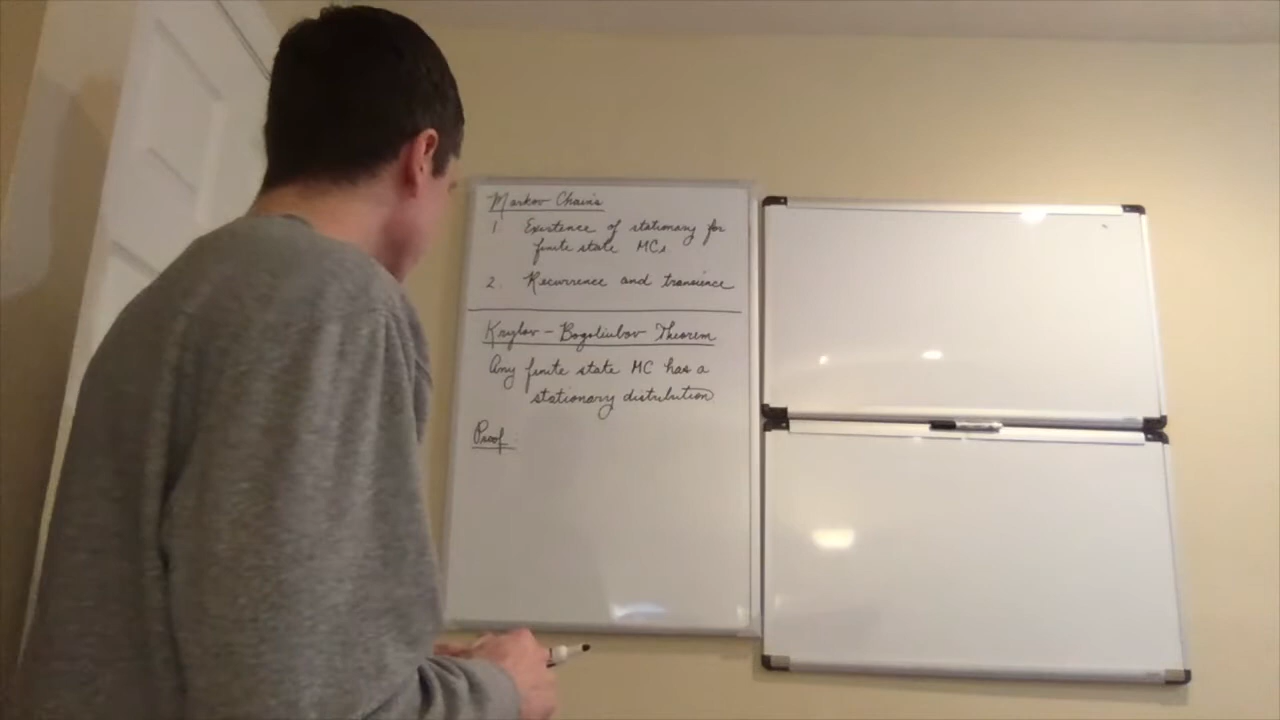 Markov Chains
1. Existence of stationary for
finite state MCs
2. Recurrence and transience
Krylov - Bogoliubov Theorem
Any finite state MC has a
stationary distribution
Proof: